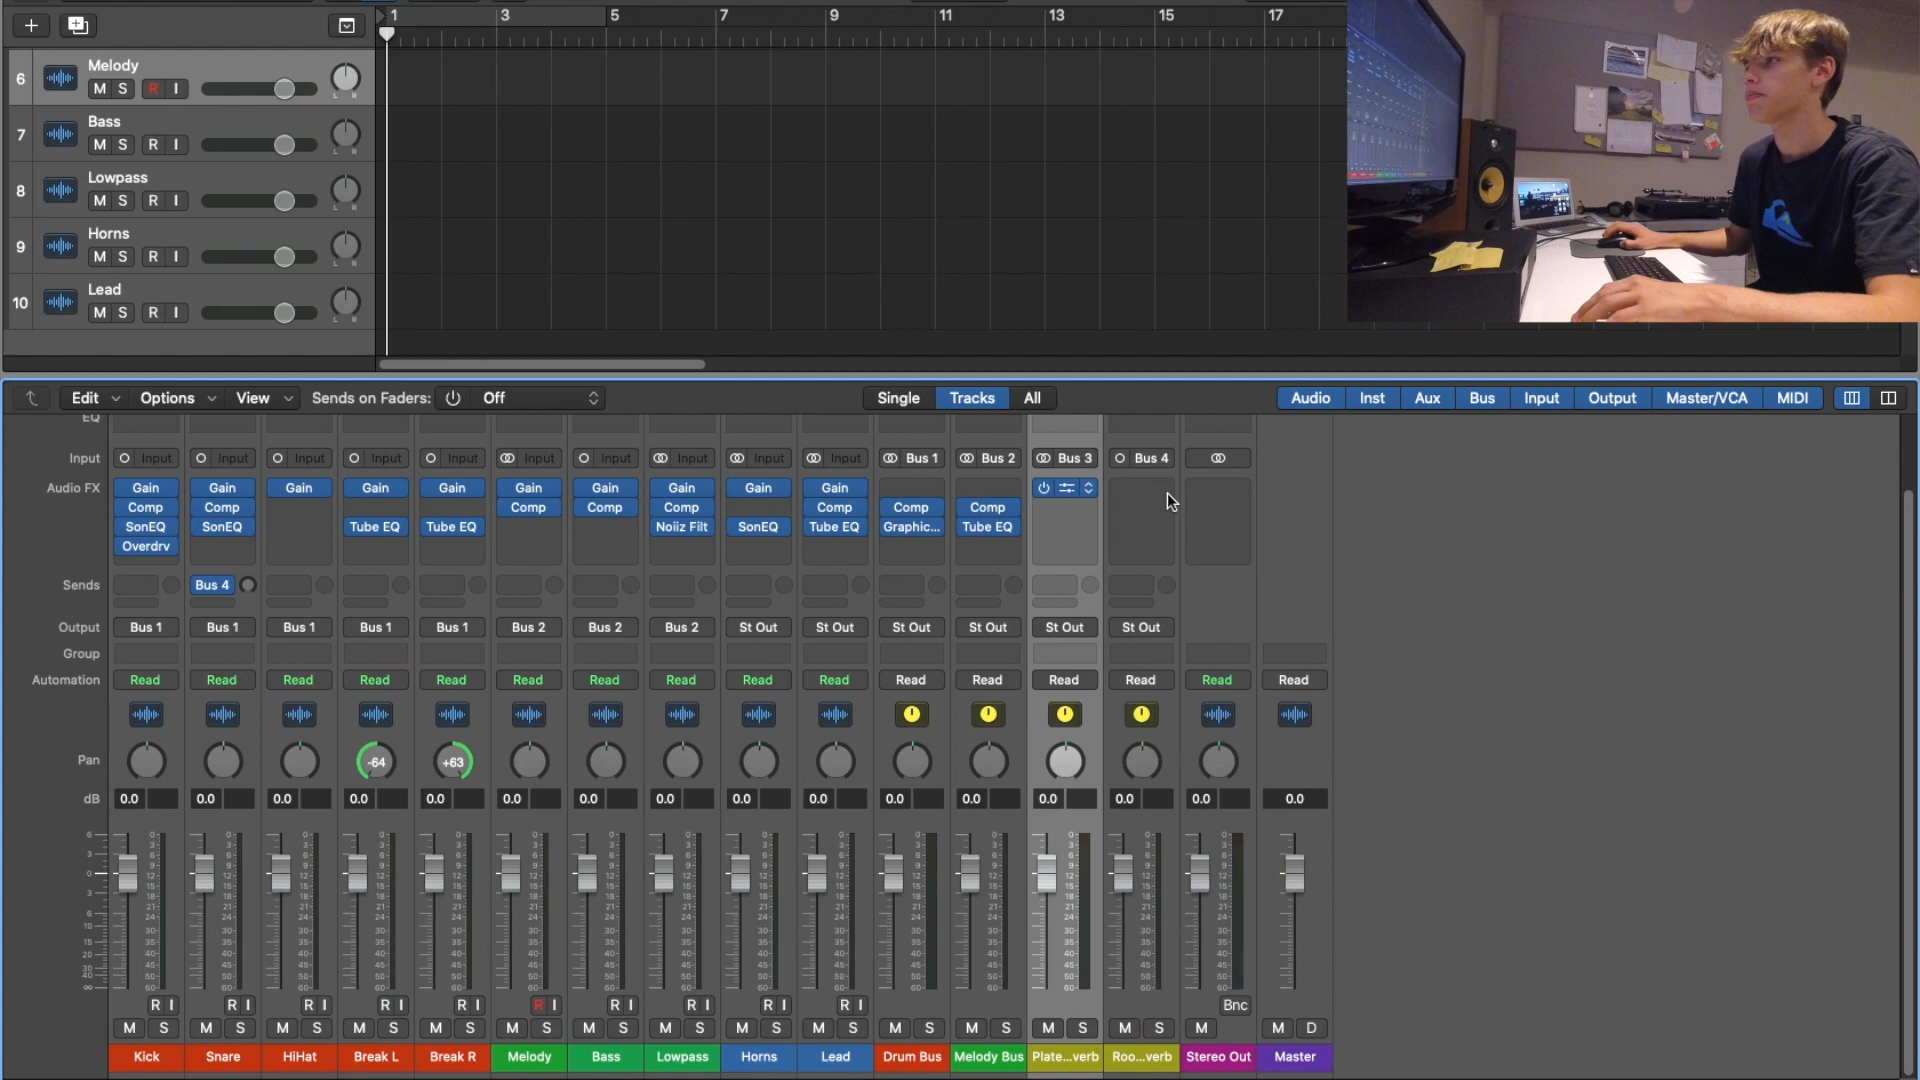 1 3 5 7 9 11 13 15 17
6 Melody
M S R I
L R
7 Bass
M S R I
L R
8 Lowpass
M S R I
L R
9 Horns
M S R I
L R
10 Lead
M S R I
L R
Edit Options View Sends on Faders: Off Single Tracks All Audio Inst Aux Bus Input Output Master/VCA MIDI
EQ
Input Input Input Input Input Input Input Input Input Input Input Bus 1 Bus 2 Bus 3 Bus 4
Audio FX Gain Gain Gain Gain Gain Gain Gain Gain Gain Gain
Comp Comp Comp Comp Comp Comp Comp Comp
SonEQ SonEQ Tube EQ Tube EQ Noiiz Filt SonEQ Tube EQ Graphic... Tube EQ
Overdrv
Sends Bus 4
Output Bus 1 Bus 1 Bus 1 Bus 1 Bus 1 Bus 2 Bus 2 Bus 2 St Out St Out St Out St Out St Out St Out
Group
Automation Read Read Read Read Read Read Read Read Read Read Read Read Read Read Read Read
Pan -64 +63
dB 0.0 0.0 0.0 0.0 0.0 0.0 0.0 0.0 0.0 0.0 0.0 0.0 0.0 0.0 0.0 0.0
R I R I R I R I R I R I R I R I R I R I Bnc
M S M S M S M S M S M S M S M S M S M S M S M S M S M S M M D
Kick Snare HiHat Break L Break R Melody Bass Lowpass Horns Lead Drum Bus Melody Bus Plate...verb Roo...verb Stereo Out Master